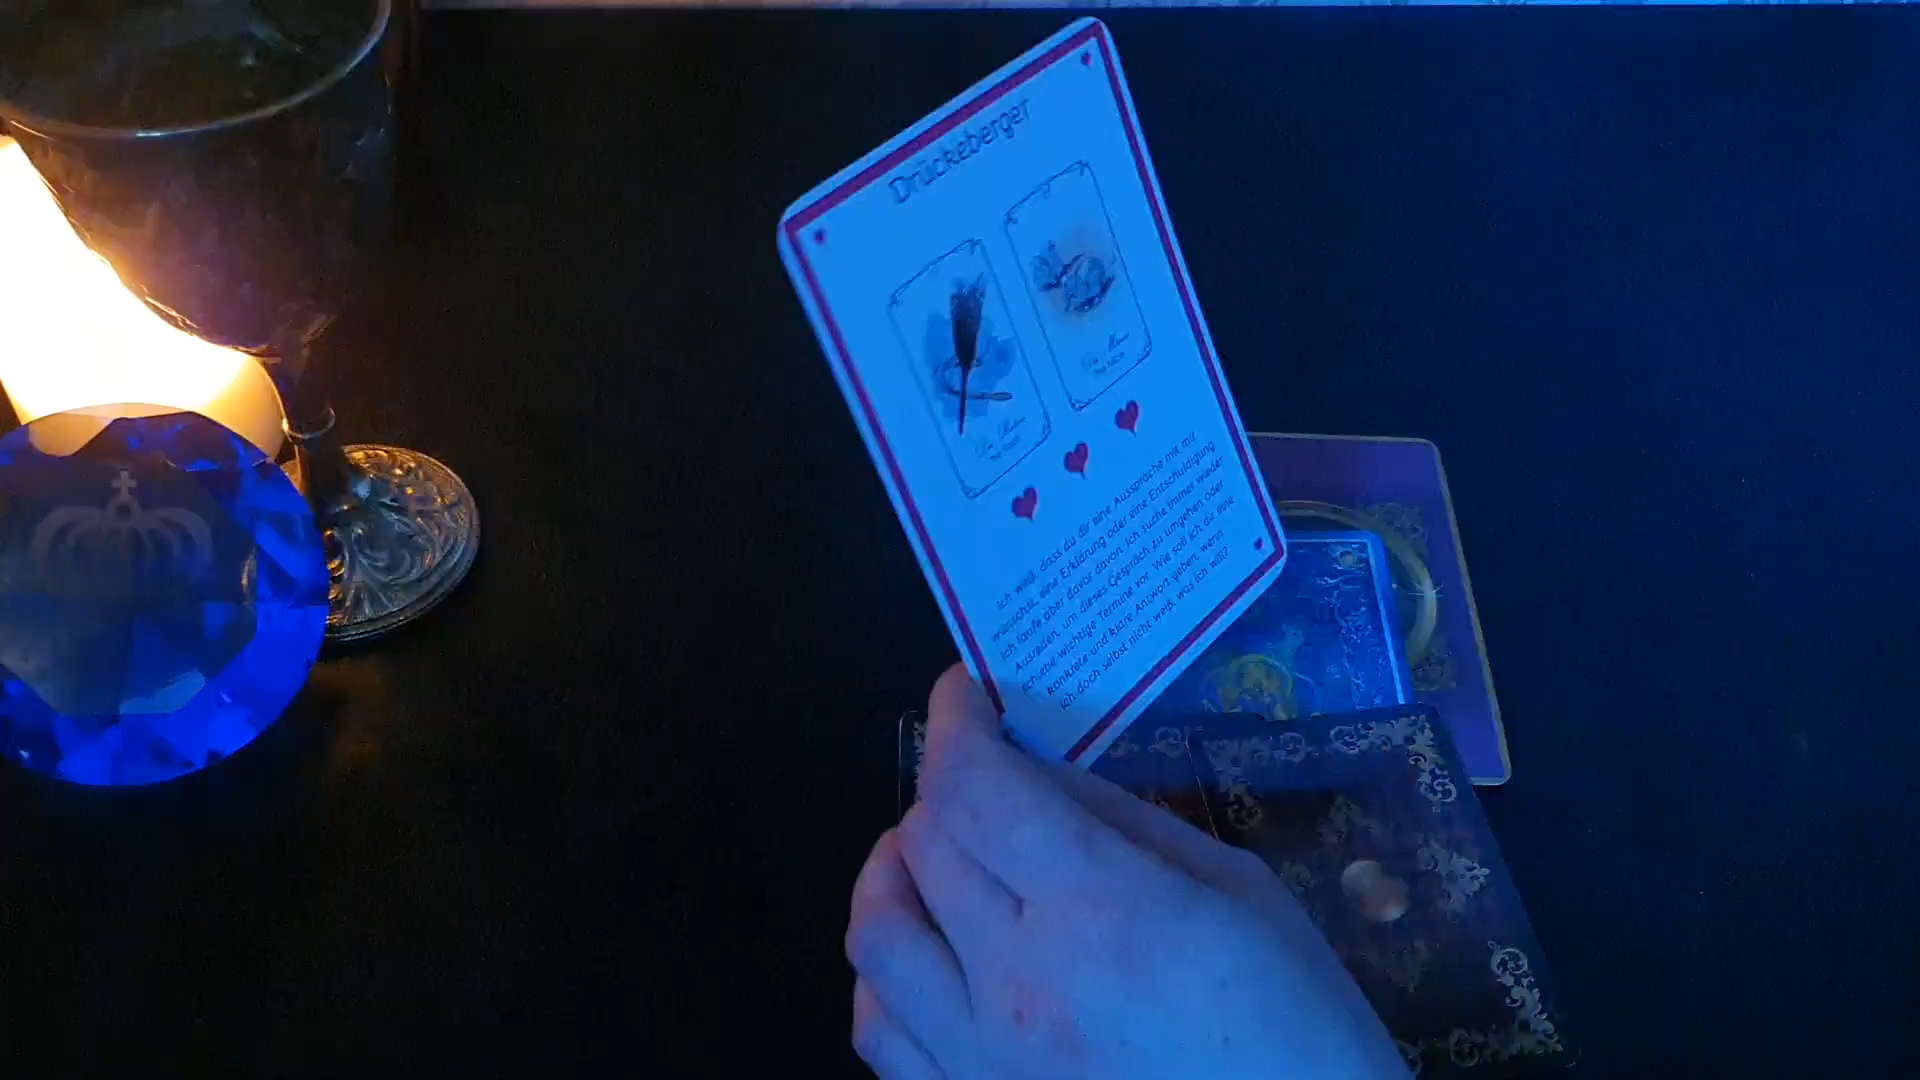 Drückeberger
Die Ruten
Ich weiß, dass du dir eine Aussprache mit mir
wünschst, eine Erklärung oder eine Entschuldigung.
Ich laufe aber davor davon. Ich suche immer wieder
Ausreden, um dieses Gespräch zu umgehen oder
schiebe wichtige Termine vor. Wie soll ich dir eine
konkrete und klare Antwort geben, wenn
ich doch selbst nicht weiß, was ich will?